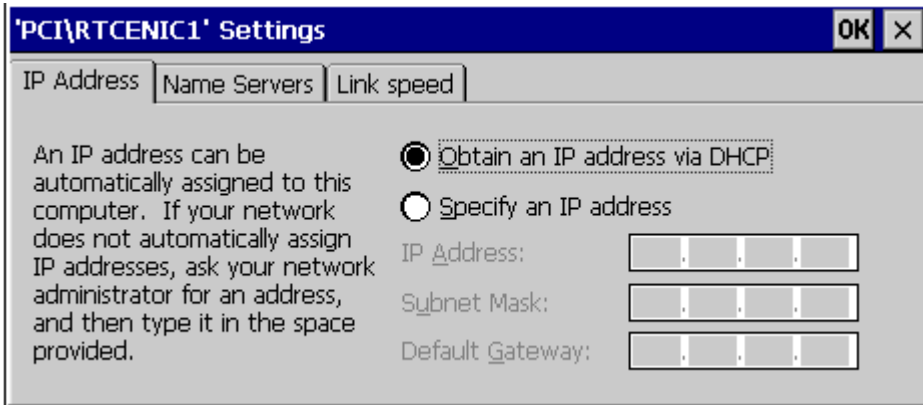 'PCI\RTCENIC1' Settings
OK ×
IP Address Name Servers Link speed
An IP address can be
automatically assigned to this
computer. If your network
does not automatically assign
IP addresses, ask your network
administrator for an address,
and then type it in the space
provided.
Obtain an IP address via DHCP
Specify an IP address
IP Address:
Subnet Mask:
Default Gateway: